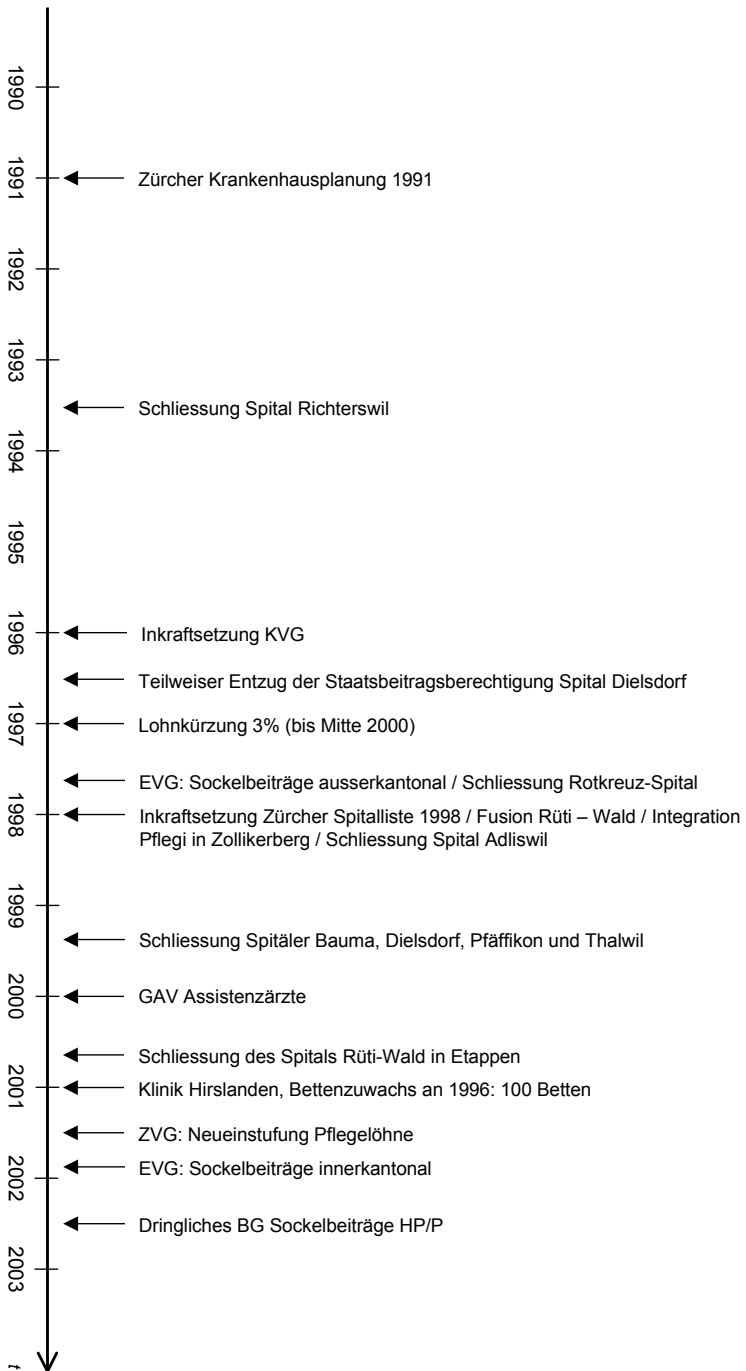 1990
1991
Zürcher Krankenhausplanung 1991
1992
1993
Schliessung Spital Richterswil
1994
1995
1996
Inkraftsetzung KVG
Teilweiser Entzug der Staatsbeitragsberechtigung Spital Dielsdorf
1997
Lohnkürzung 3% (bis Mitte 2000)
EVG: Sockelbeiträge ausserkantonal / Schliessung Rotkreuz-Spital
1998
Inkraftsetzung Zürcher Spitalliste 1998 / Fusion Rüti – Wald / Integration
Pflegi in Zollikerberg / Schliessung Spital Adliswil
1999
Schliessung Spitäler Bauma, Dielsdorf, Pfäffikon und Thalwil
2000
GAV Assistenzärzte
Schliessung des Spitals Rüti-Wald in Etappen
2001
Klinik Hirslanden, Bettenzuwachs an 1996: 100 Betten
ZVG: Neueinstufung Pflegelöhne
EVG: Sockelbeiträge innerkantonal
2002
Dringliches BG Sockelbeiträge HP/P
2003
t